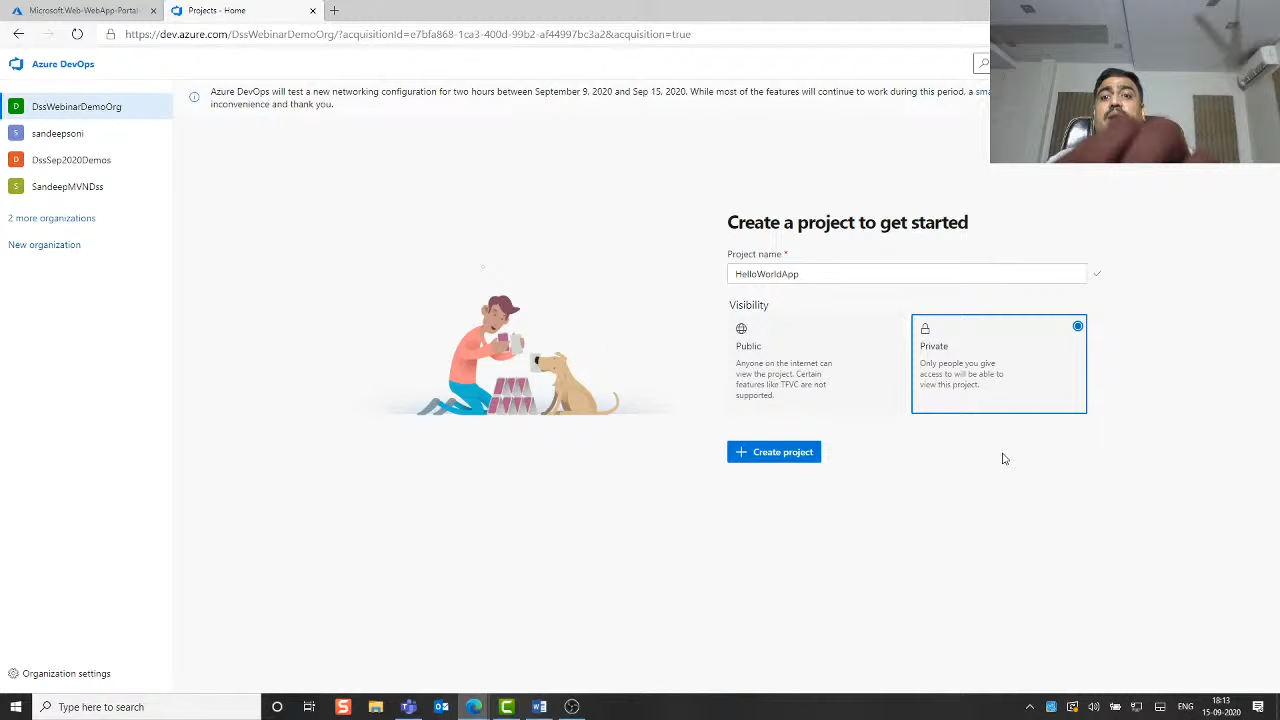 Microsoft.Web-WebApp-Portal
Projects - Home
https://dev.azure.com/DssWebinarDemoOrg/?acquisitionId=e7bfa868-1ca3-400d-99b2-af44997bc3a2&acquisition=true
Azure DevOps
Azure DevOps will test a new networking configuration for two hours between September 9, 2020 and Sep 15, 2020. While most of the features will continue to work during this period, a
inconvenience and thank you.
D DssWebinarDemoOrg
S sandeepsoni
D DssSep2020Demos
S SandeepMVNDss
2 more organizations
New organization
Create a project to get started
Project name *
HelloWorldApp
Visibility
Public
Anyone on the internet can
view the project. Certain
features like TFVC are not
supported.
Private
Only people you give
access to will be able to
view this project.
Create project
Organization settings
Type here to search
ENG
18:13
15-09-2020